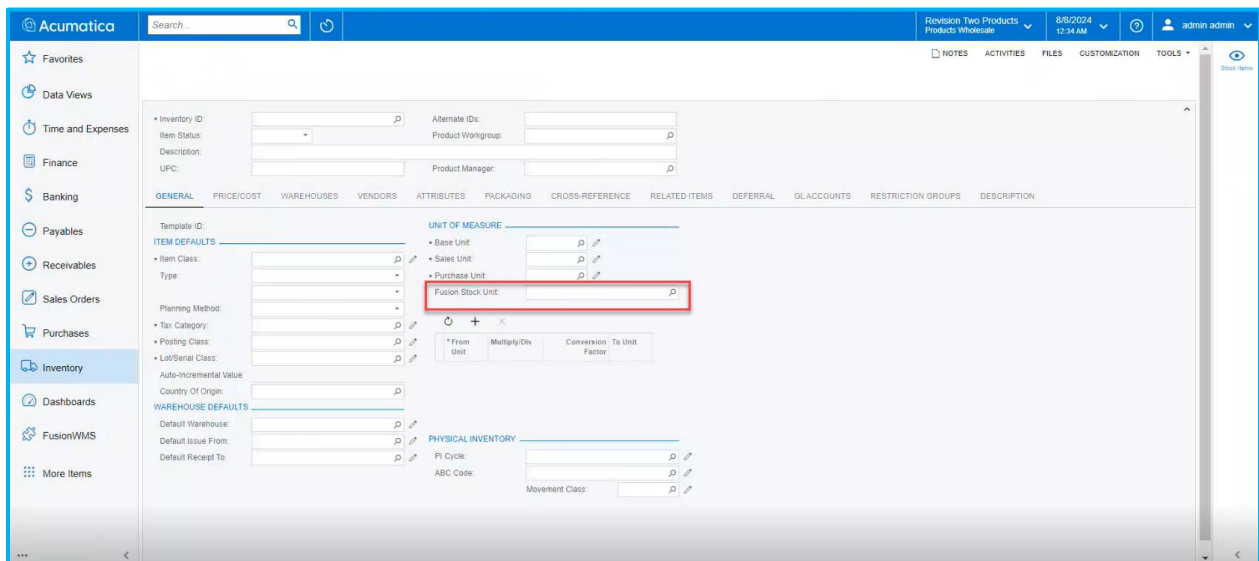 Acumatica
Search...
Revision Two Products
Products Wholesale
8/8/2024
12:34 AM
admin admin
NOTES ACTIVITIES FILES CUSTOMIZATION TOOLS
Stock Items
Favorites
Data Views
Time and Expenses
Finance
Banking
Payables
Receivables
Sales Orders
Purchases
Inventory
Dashboards
FusionWMS
More Items
• Inventory ID:
Item Status:
Description:
UPC:
Alternate IDs:
Product Workgroup:
Product Manager:
GENERAL PRICE/COST WAREHOUSES VENDORS ATTRIBUTES PACKAGING CROSS-REFERENCE RELATED ITEMS DEFERRAL GL ACCOUNTS RESTRICTION GROUPS DESCRIPTION
Template ID:
ITEM DEFAULTS
• Item Class:
Type:
Planning Method:
• Tax Category:
• Posting Class:
• Lot/Serial Class:
Auto-Incremental Value:
Country Of Origin:
WAREHOUSE DEFAULTS
Default Warehouse:
Default Issue From:
Default Receipt To:
UNIT OF MEASURE
• Base Unit:
• Sales Unit:
• Purchase Unit:
Fusion Stock Unit:
* From Unit Multiply/Div Conversion Factor To Unit
PHYSICAL INVENTORY
PI Cycle:
ABC Code:
Movement Class: